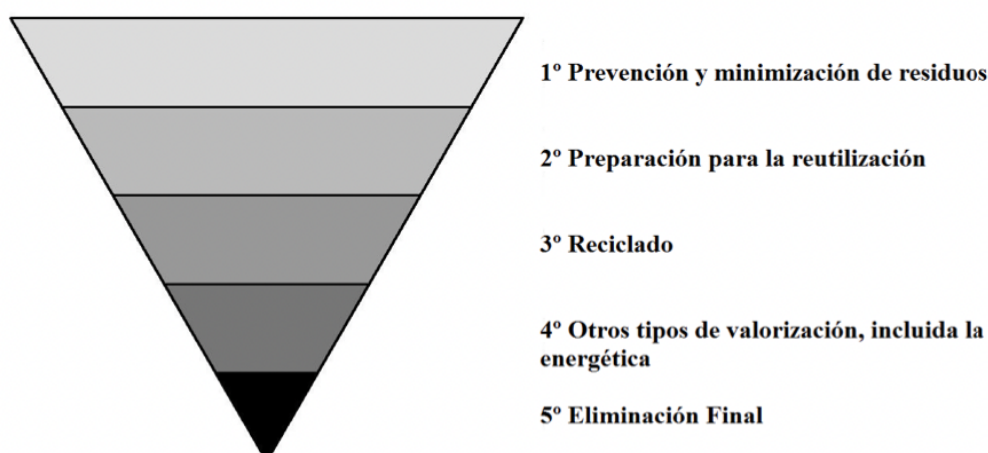 1º Prevención y minimización de residuos
2º Preparación para la reutilización
3º Reciclado
4º Otros tipos de valorización, incluida la
energética
5º Eliminación Final